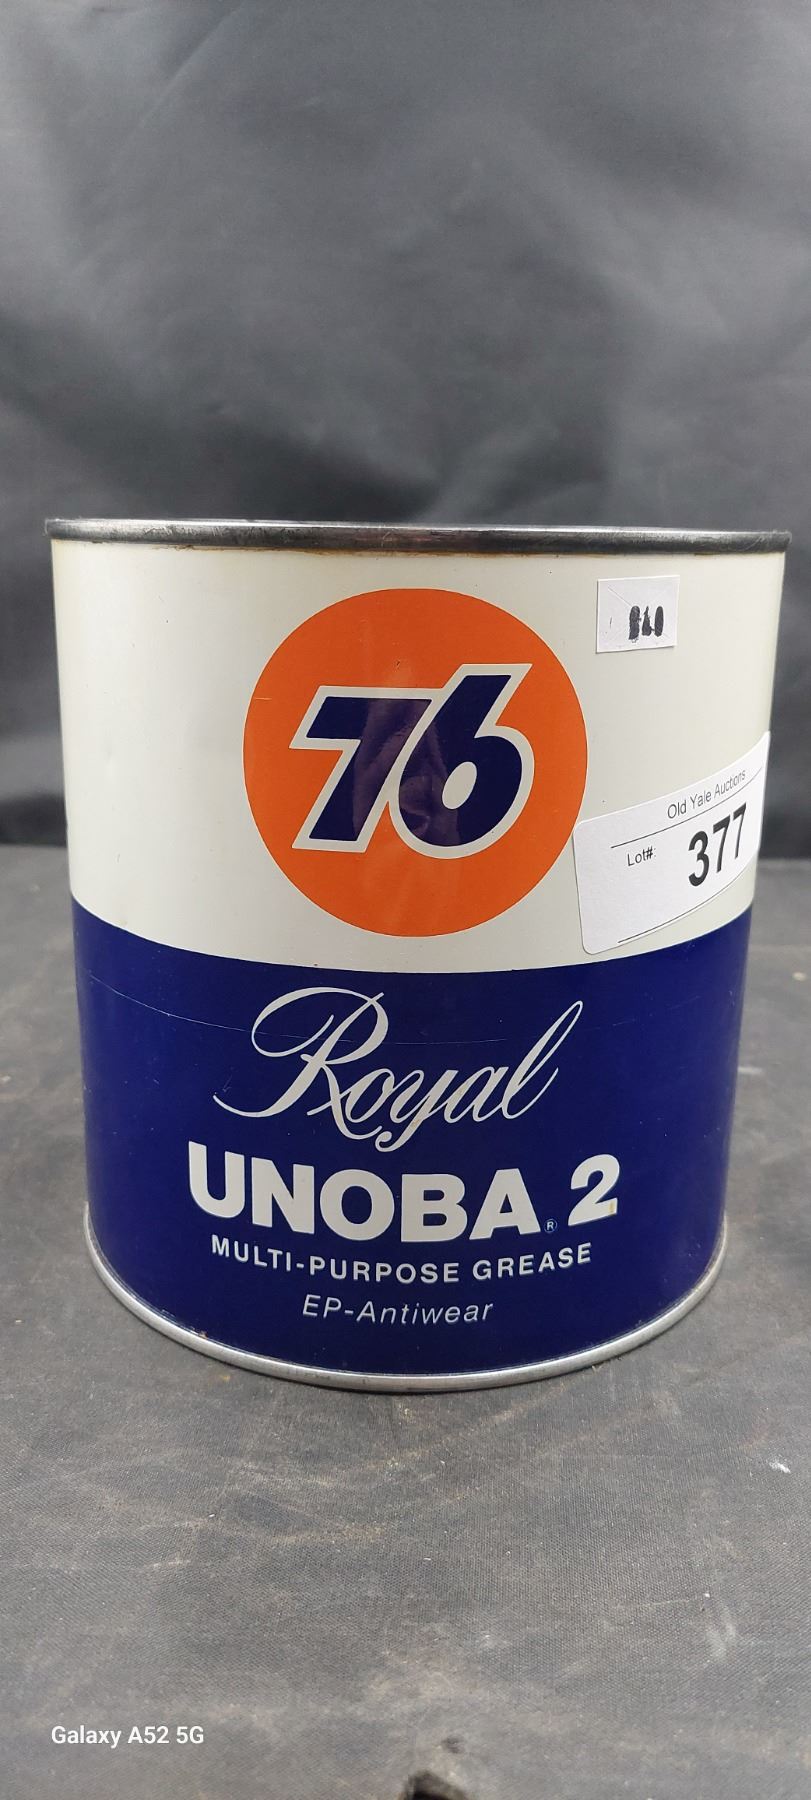 76
Old Yale Auctions
Lot#: 377
Royal
UNOBA® 2
MULTI-PURPOSE GREASE
EP-Antiwear
Galaxy A52 5G